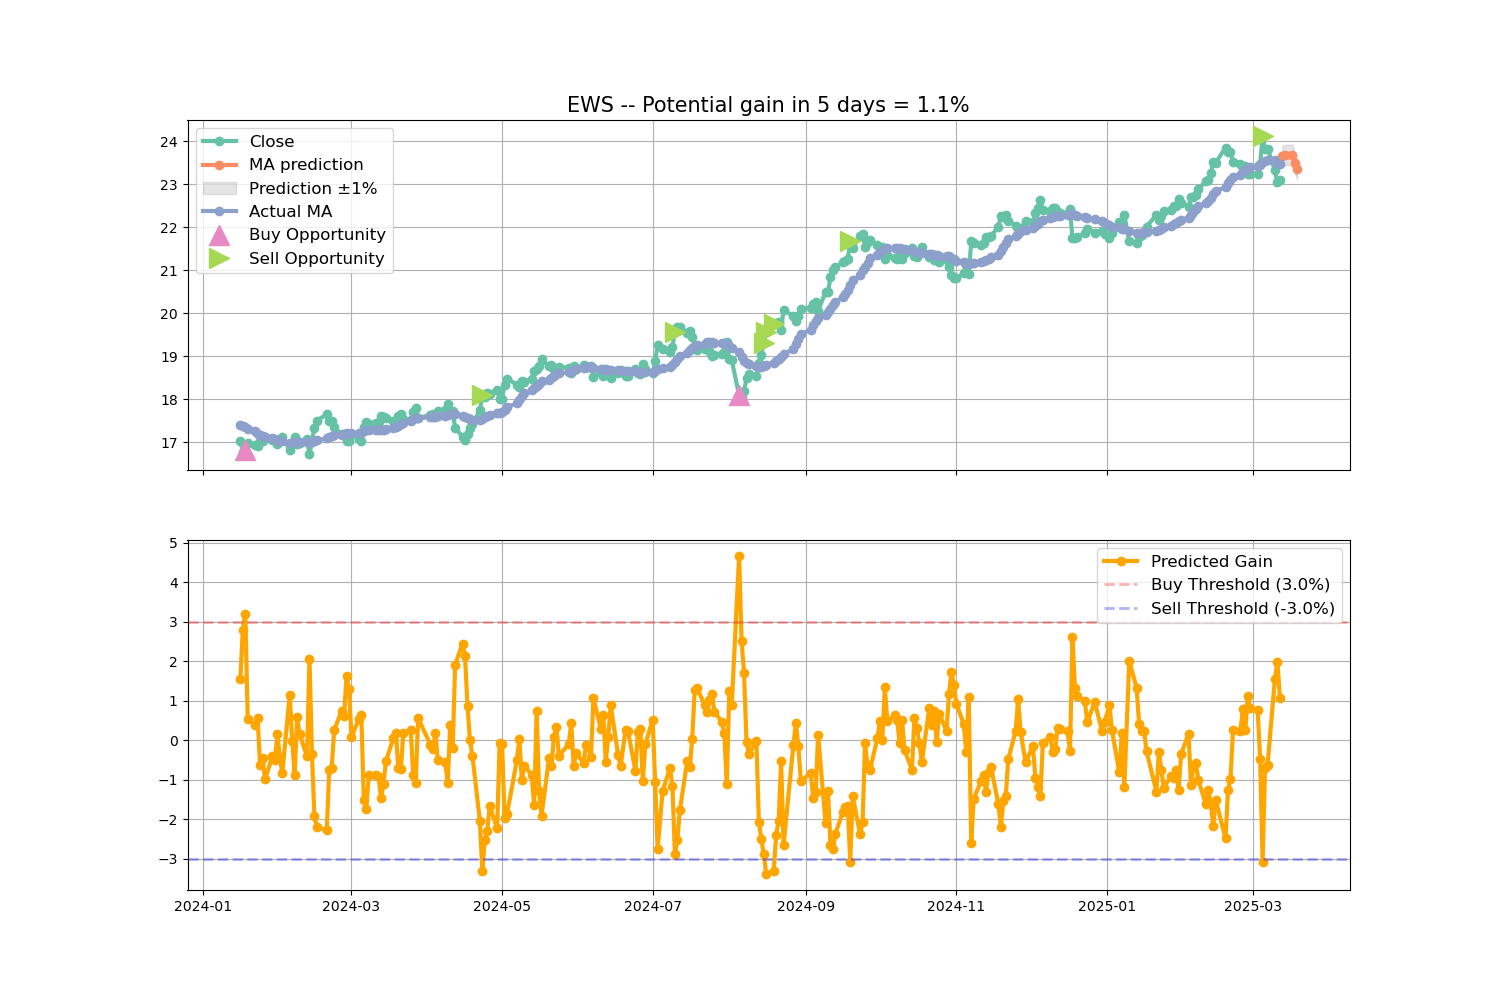 EWS -- Potential gain in 5 days = 1.1%
24
23
22
21
20
19
18
17
Close
MA prediction
Prediction ±1%
Actual MA
Buy Opportunity
Sell Opportunity
5
4
3
2
1
0
−1
−2
−3
Predicted Gain
Buy Threshold (3.0%)
Sell Threshold (-3.0%)
2024-01
2024-03
2024-05
2024-07
2024-09
2024-11
2025-01
2025-03